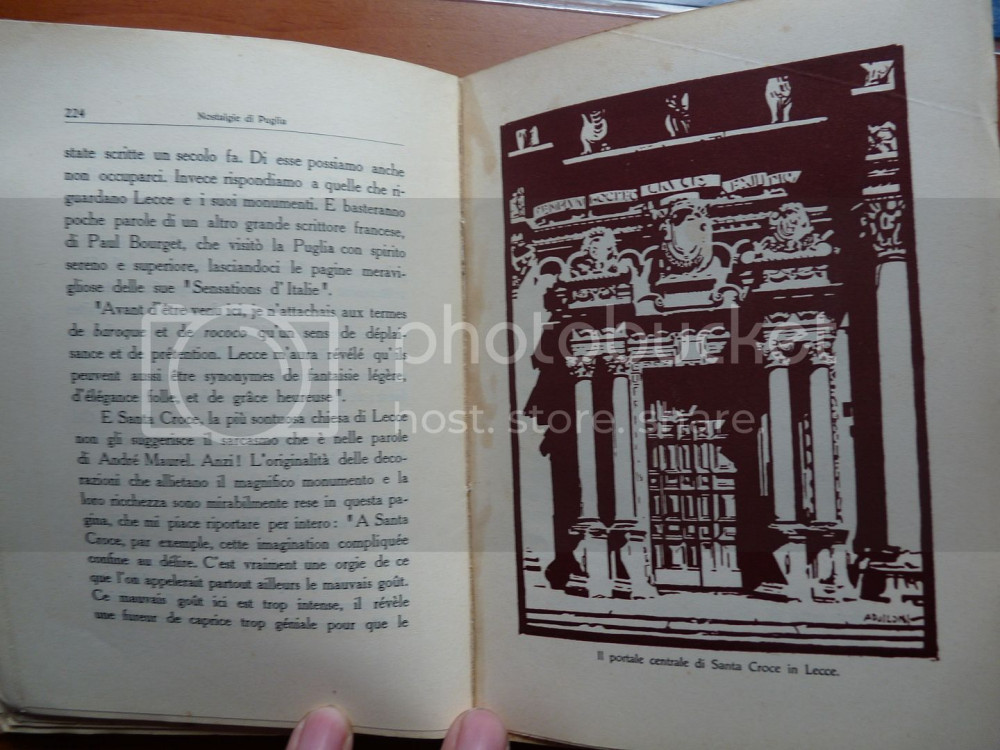 224
Nostalgie di Puglia
state scritte un secolo fa. Di esse possiamo anche
non occuparci. Invece rispondiamo a quelle che ri-
guardano Lecce e i suoi monumenti. E basteranno
poche parole di un altro grande scrittore francese,
di Paul Bourget, che visitò la Puglia con spirito
sereno e superiore, lasciandoci le pagine meravi-
gliose delle sue "Sensations d'Italie".
"Avant d'être venu ici, je n'attachais aux termes
de baroque et de rococo qu'un sens de déplai-
sance et de prétention. Lecce m'aura révélé qu'ils
peuvent aussi être synonymes de fantaisie légère,
d'élégance folle, et de grâce heureuse".
E Santa Croce, la più sontuosa chiesa di Lecce
non gli suggerisce il sarcasmo che è nelle parole
di André Maurel. Anzi! L'originalità delle deco-
razioni che allietano il magnifico monumento e la
loro ricchezza sono mirabilmente rese in questa pa-
gina, che mi piace riportare per intero: "A Santa
Croce, par exemple, cette imagination compliquée
confine au délire. C'est vraiment une orgie de ce
que l'on appelerait partout ailleurs le mauvais goût.
Ce mauvais goût ici est trop intense, il révèle
une fureur de caprice trop géniale pour que le
CRUCIS
Il portale centrale di Santa Croce in Lecce.
photobucket
host. store. share.